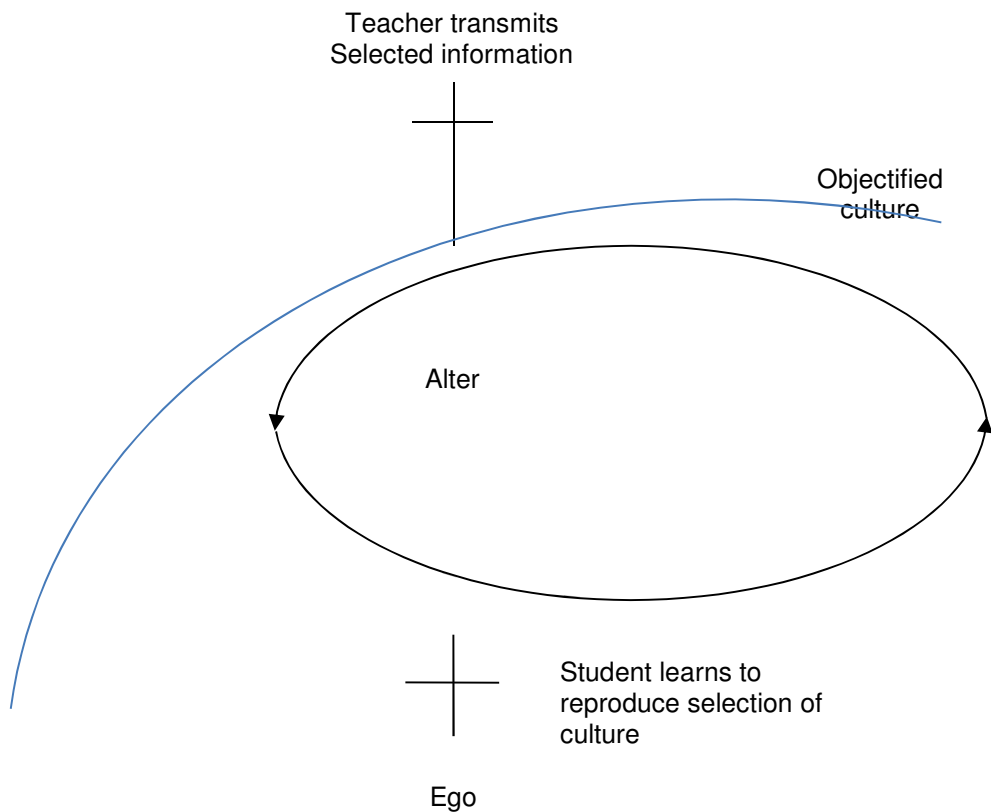 Teacher transmits
Selected information
Objectified
culture
Alter
Student learns to
reproduce selection of
culture
Ego